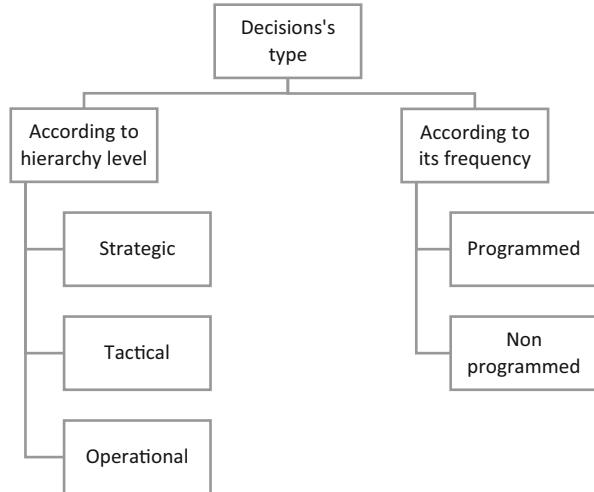 Decisions's
type
According to
hierarchy level
Strategic
Tactical
Operational
According to
its frequency
Programmed
Non
programmed